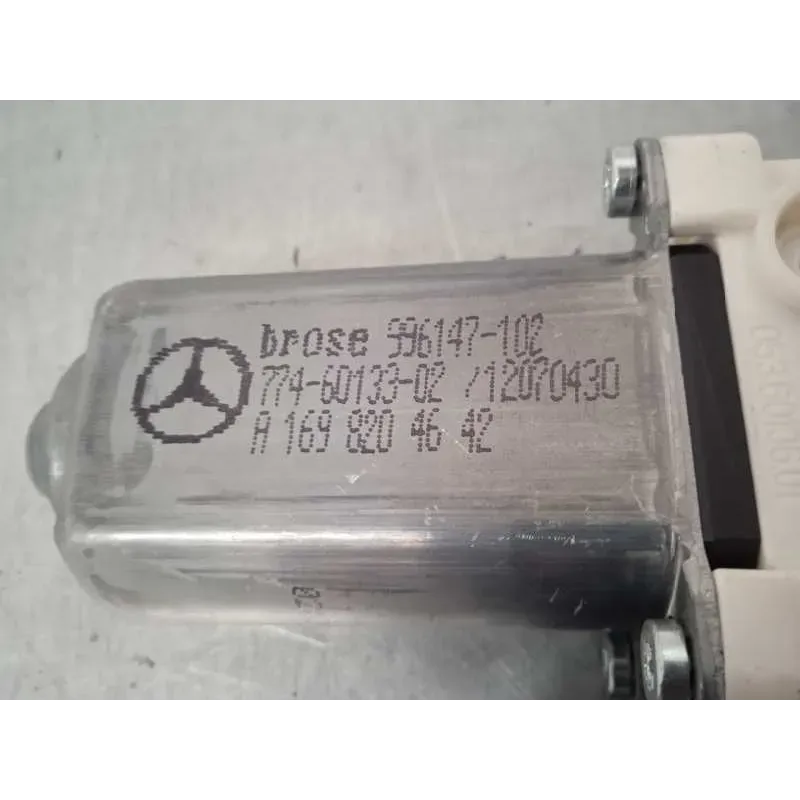 brose 996147-102
774-60133-02 /12070430
A 169 820 46 42